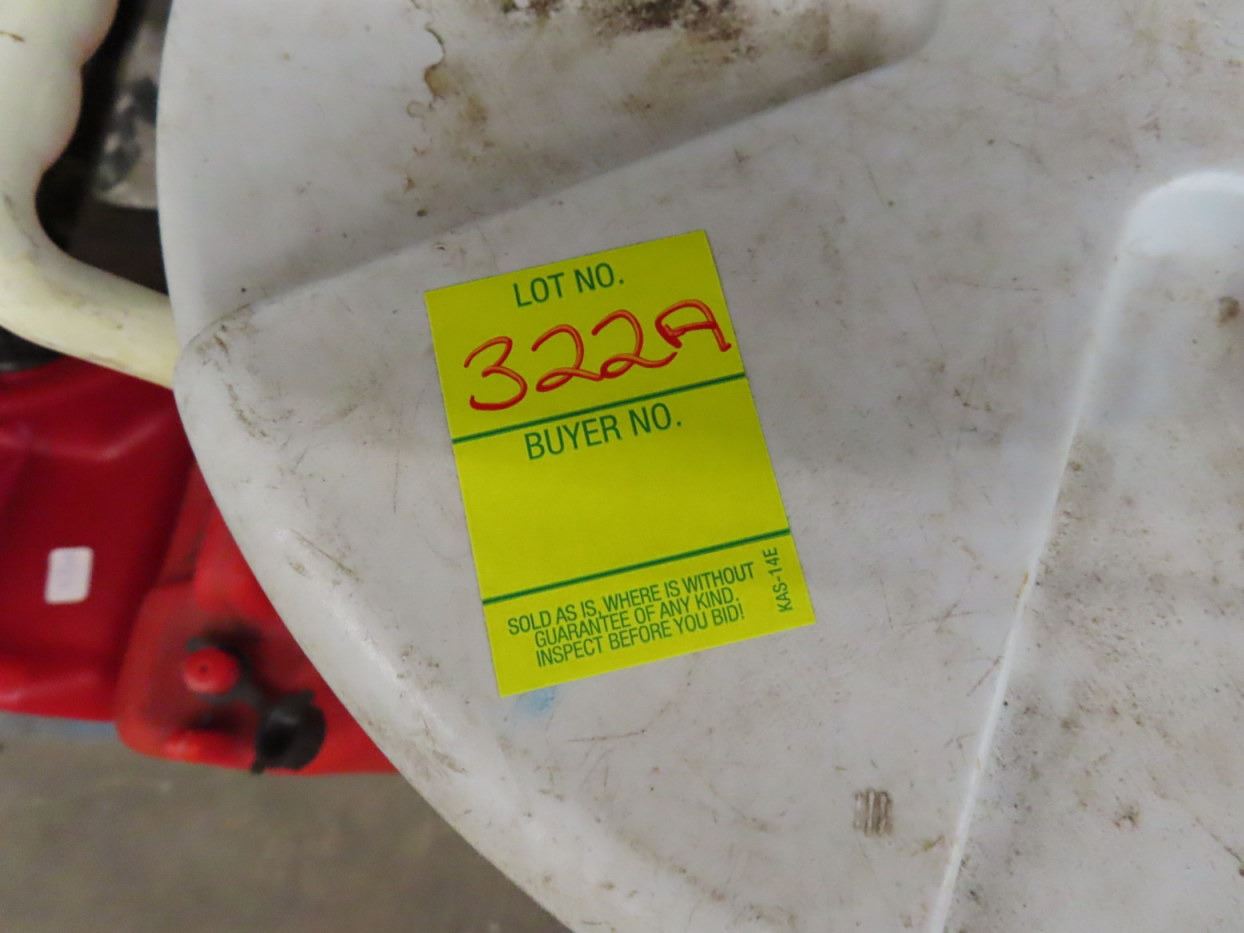 LOT NO.
322A
BUYER NO.
SOLD AS IS, WHERE IS WITHOUT
GUARANTEE OF ANY KIND.
INSPECT BEFORE YOU BID!
KAS-14E